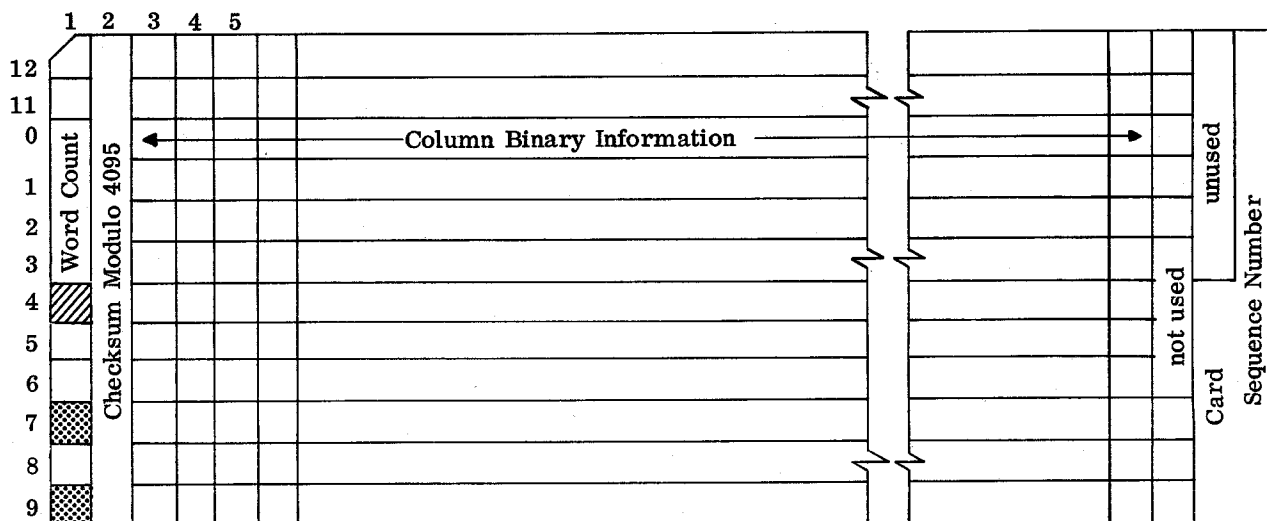 1 2 3 4 5
12
11
0
1
2
3
4
5
6
7
8
9
Word Count
Checksum Modulo 4095
Column Binary Information
not used
unused
Card
Sequence Number